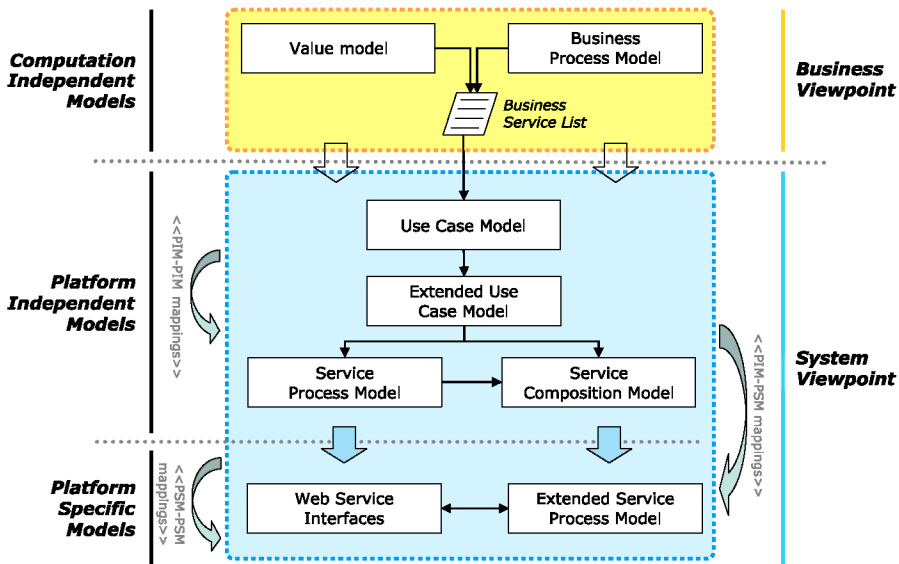 Computation
Independent
Models
Value model
Business
Process Model
Business
Service List
Business
Viewpoint
Platform
Independent
Models
<<PIM-PIM mappings>>
Use Case Model
Extended Use
Case Model
Service
Process Model
Service
Composition Model
<<PIM-PSM mappings>>
System
Viewpoint
Platform
Specific
Models
<<PSM-PSM
mappings>>
Web Service
Interfaces
Extended Service
Process Model